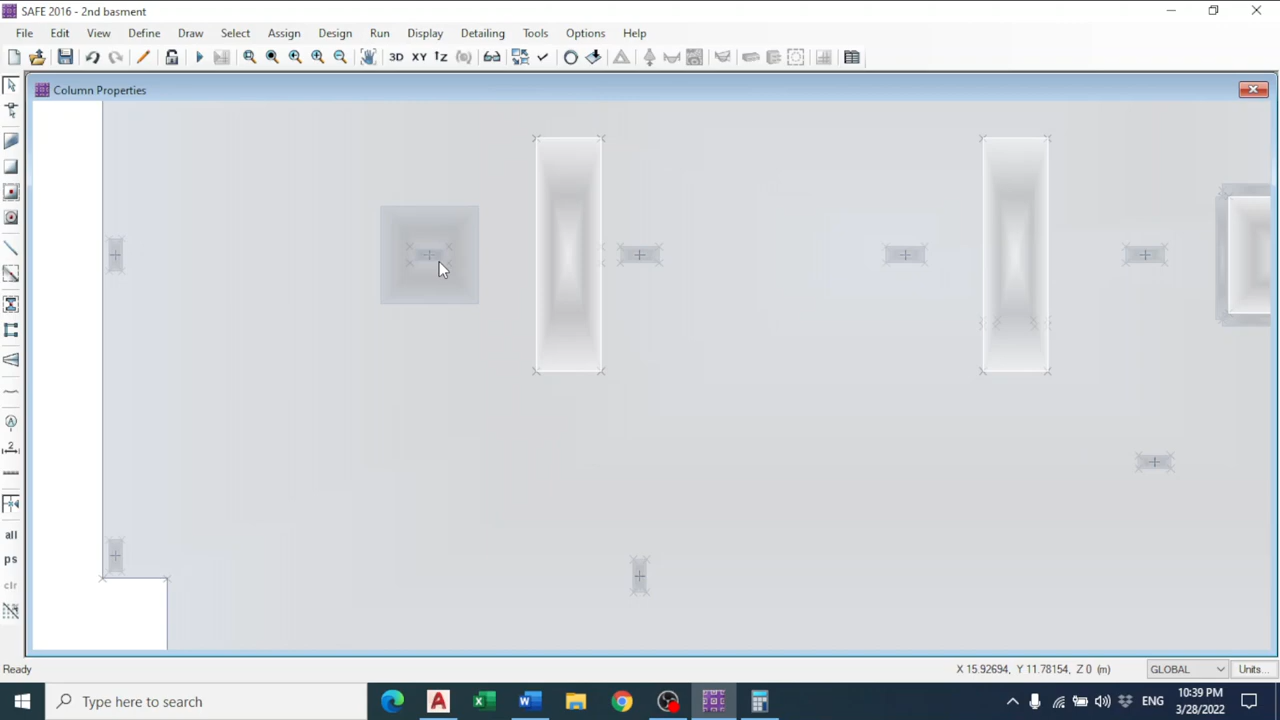 SAFE 2016 - 2nd basment
File Edit View Define Draw Select Assign Design Run Display Detailing Tools Options Help
3D XY
Column Properties
2
all
ps
clr
Ready
X 15.92694, Y 11.78154, Z 0 (m)
GLOBAL
Units...
Type here to search
ENG
10:39 PM
3/28/2022